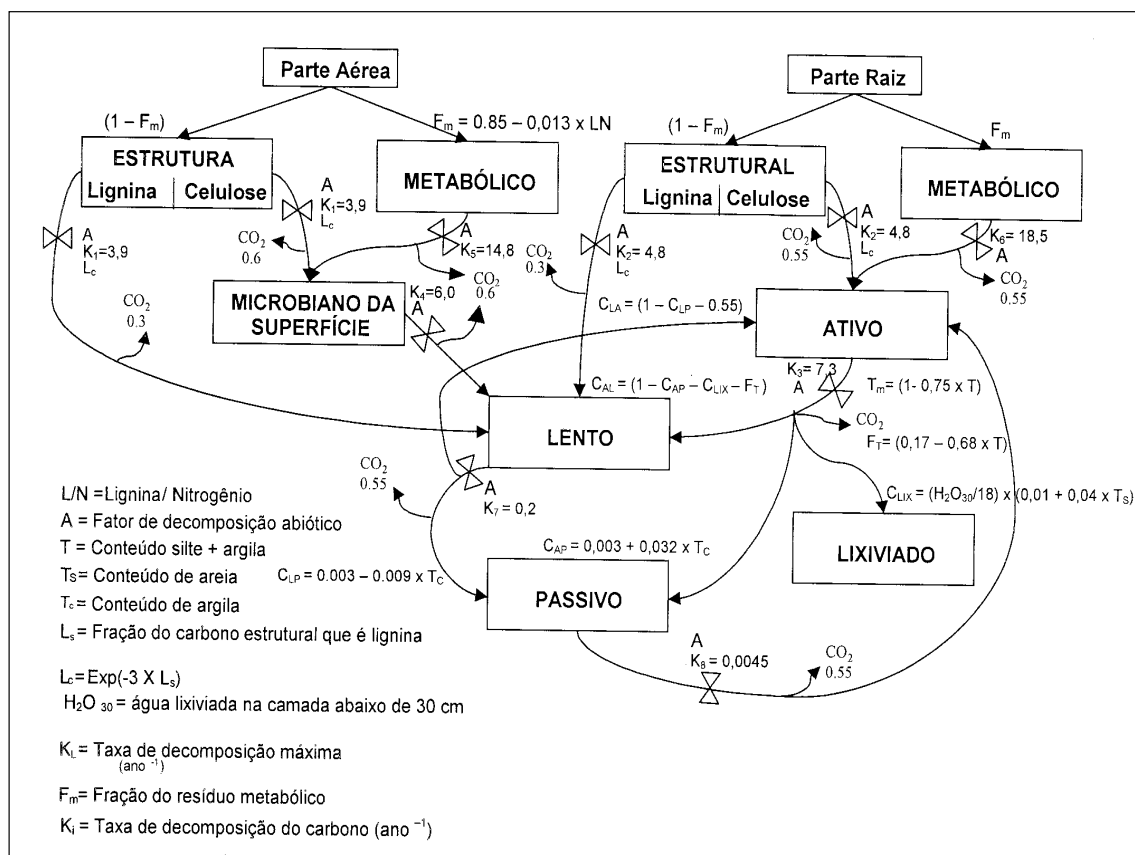 Parte Aérea
Parte Raiz
(1 – Fm)
Fm = 0.85 – 0,013 x LN
(1 – Fm)
Fm
ESTRUTURA
Lignina | Celulose
METABÓLICO
ESTRUTURAL
Lignina | Celulose
METABÓLICO
A
K1=3,9
Lc
A
K1=3,9
Lc
CO2
0.6
A
K5=14,8
CO2
0.6
A
K2= 4,8
Lc
CO2
0.3
A
K2= 4,8
Lc
CO2
0.55
K6= 18,5
A
CO2
0.55
CO2
0.3
MICROBIANO DA
SUPERFÍCIE
K4=6,0
A
CLA = (1 – CLP – 0.55)
ATIVO
K3= 7,3
A
Tm= (1- 0,75 x T)
CAL = (1 – CAP – CLIX – FT)
LENTO
CO2
FT= (0,17 – 0,68 x T)
CO2
0.55
A
K7 = 0,2
CLIX = (H2O30/18) x (0,01 + 0,04 x TS)
LIXIVIADO
CAP = 0,003 + 0,032 x TC
CLP = 0.003 – 0.009 x TC
PASSIVO
A
K8 = 0,0045
CO2
0.55
L/N =Lignina/ Nitrogênio
A = Fator de decomposição abiótico
T = Conteúdo silte + argila
TS= Conteúdo de areia
Tc = Conteúdo de argila
Ls = Fração do carbono estrutural que é lignina
Lc=Exp(-3 X Ls)
H2O 30 = água lixiviada na camada abaixo de 30 cm
KL = Taxa de decomposição máxima
(ano -1)
Fm= Fração do resíduo metabólico
Ki = Taxa de decomposição do carbono (ano –1)